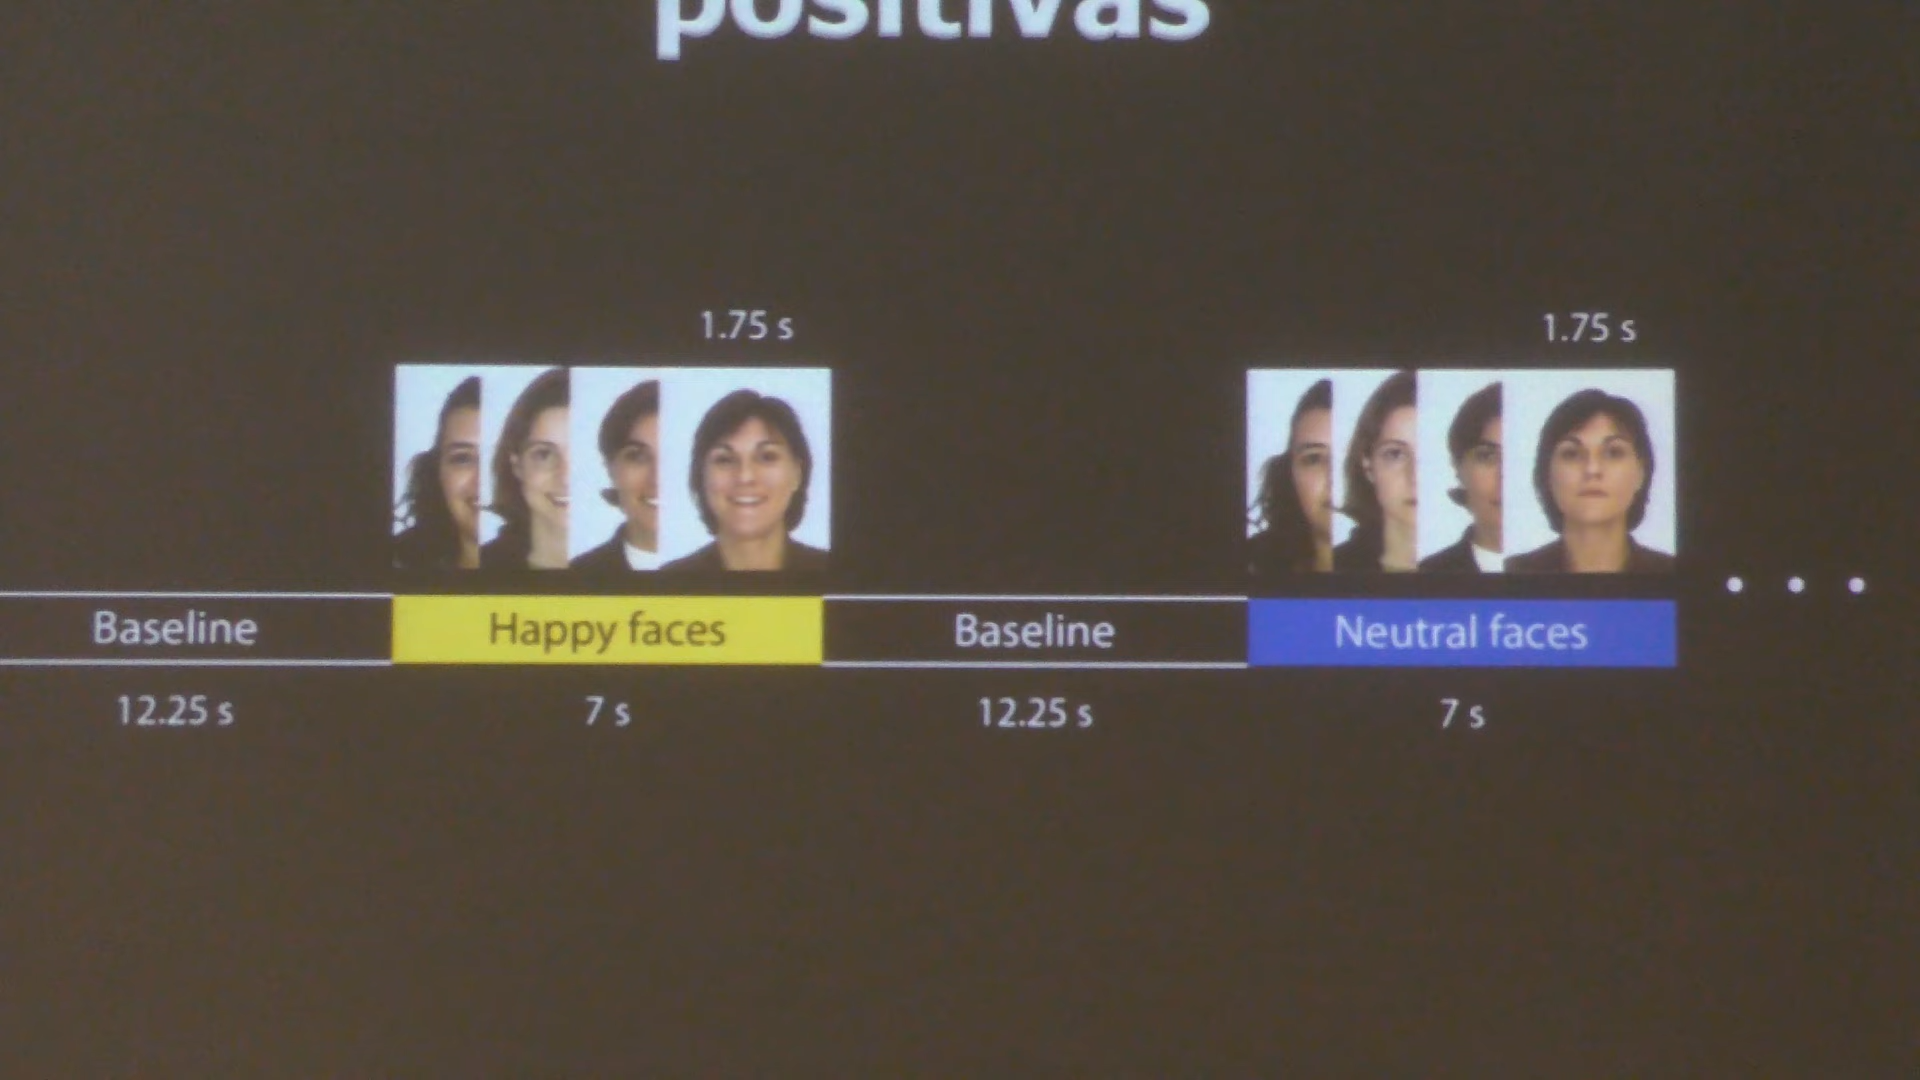 positivas
1.75 s
1.75 s
Baseline
Happy faces
Baseline
Neutral faces
12.25 s
7 s
12.25 s
7 s